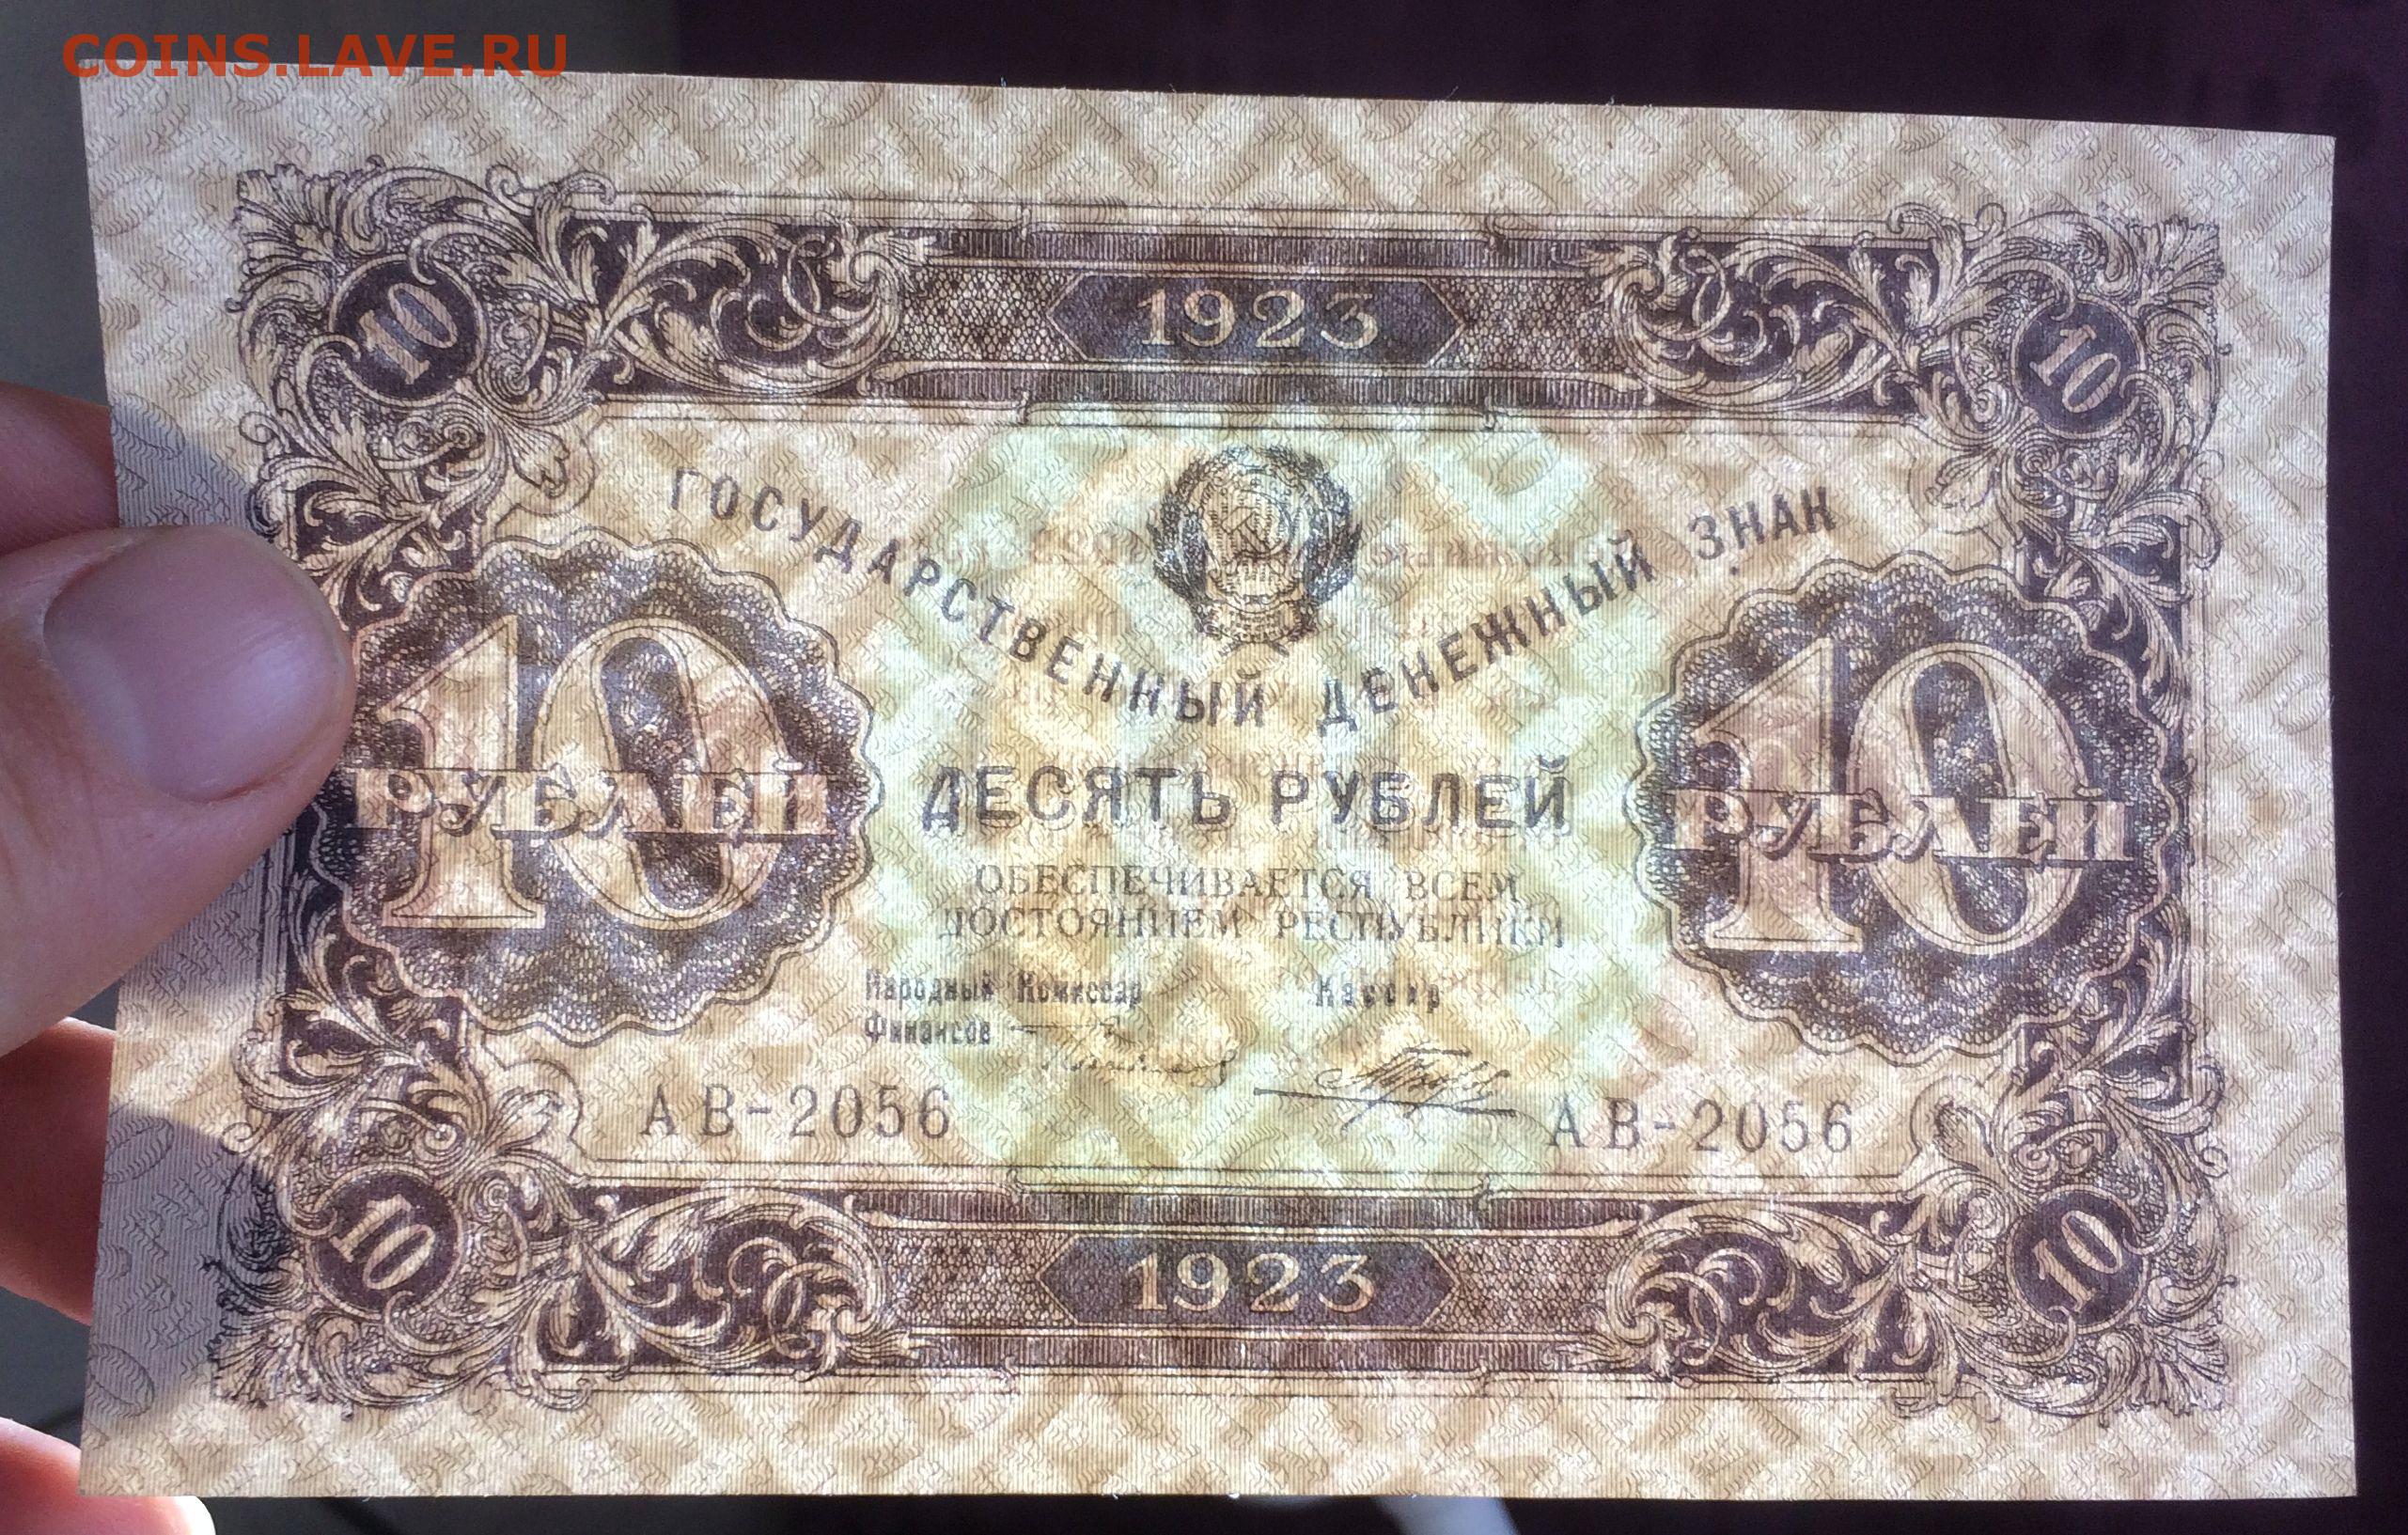 COINS.LAVE.RU
1923
10 10
ГОСУДАРСТВЕННЫЙ ДЕНЕЖНЫЙ ЗНАК
10 РУБЛЕЙ
ДЕСЯТЬ РУБЛЕЙ
10 РУБЛЕЙ
ОБЕСПЕЧИВАЕТСЯ ВСЕМ
ДОСТОЯНИЕМ РЕСПУБЛИКИ
Народный Комиссар
Финансов
Кассир
АВ-2056 АВ-2056
10 10
1923